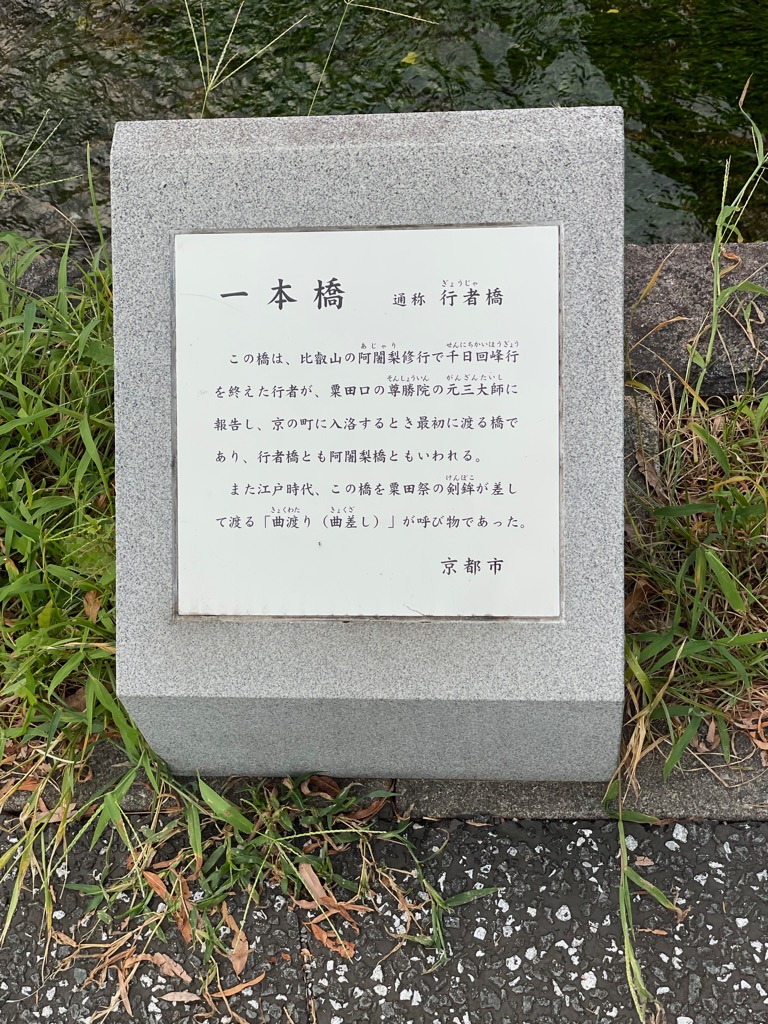 一本橋 通称 行者橋
この橋は、比叡山の阿闍梨修行で千日回峰行
を終えた行者が、粟田口の尊勝院の元三大師に
報告し、京の町に入洛するとき最初に渡る橋で
あり、行者橋とも阿闍梨橋ともいわれる。
また江戸時代、この橋を粟田祭の剣鉾が差し
て渡る「曲渡り（曲差し）」が呼び物であった。
京都市